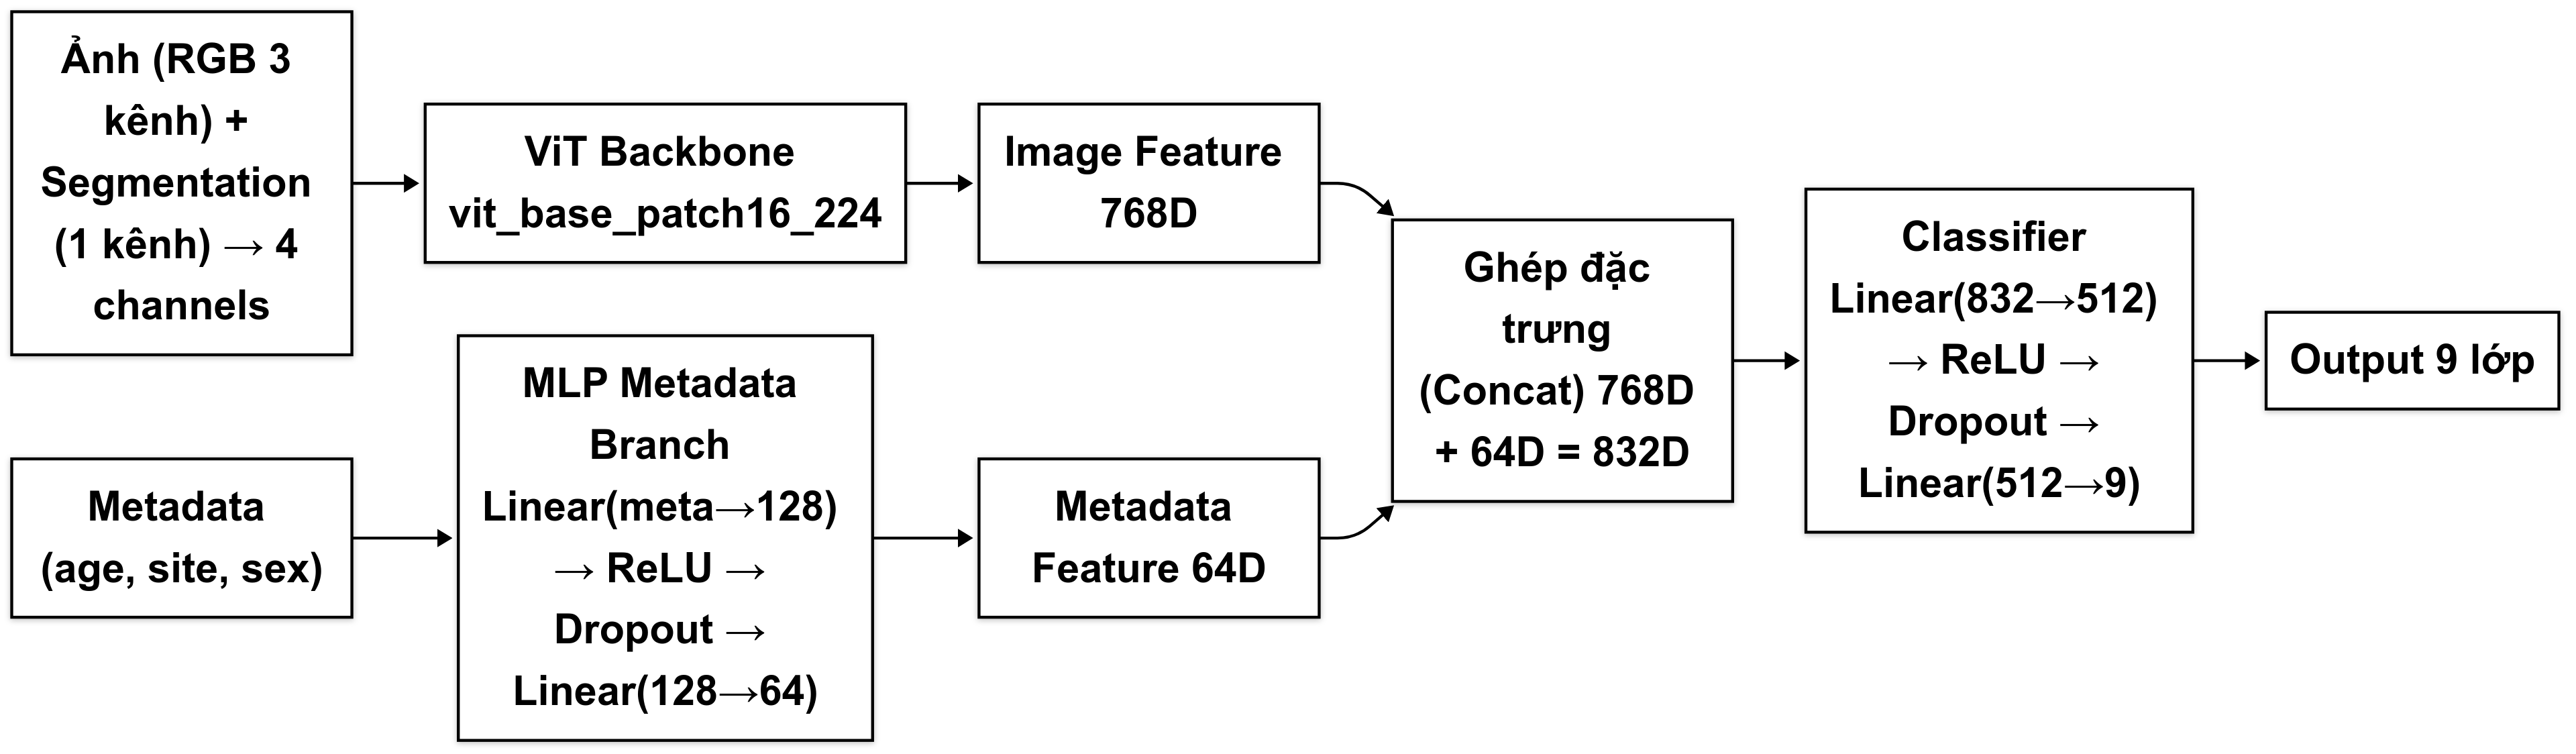 Ảnh (RGB 3
kênh) +
Segmentation
(1 kênh) → 4
channels
ViT Backbone
vit_base_patch16_224
Image Feature
768D
Metadata
(age, site, sex)
MLP Metadata
Branch
Linear(meta→128)
→ ReLU →
Dropout →
Linear(128→64)
Metadata
Feature 64D
Ghép đặc
trưng
(Concat) 768D
+ 64D = 832D
Classifier
Linear(832→512)
→ ReLU →
Dropout →
Linear(512→9)
Output 9 lớp